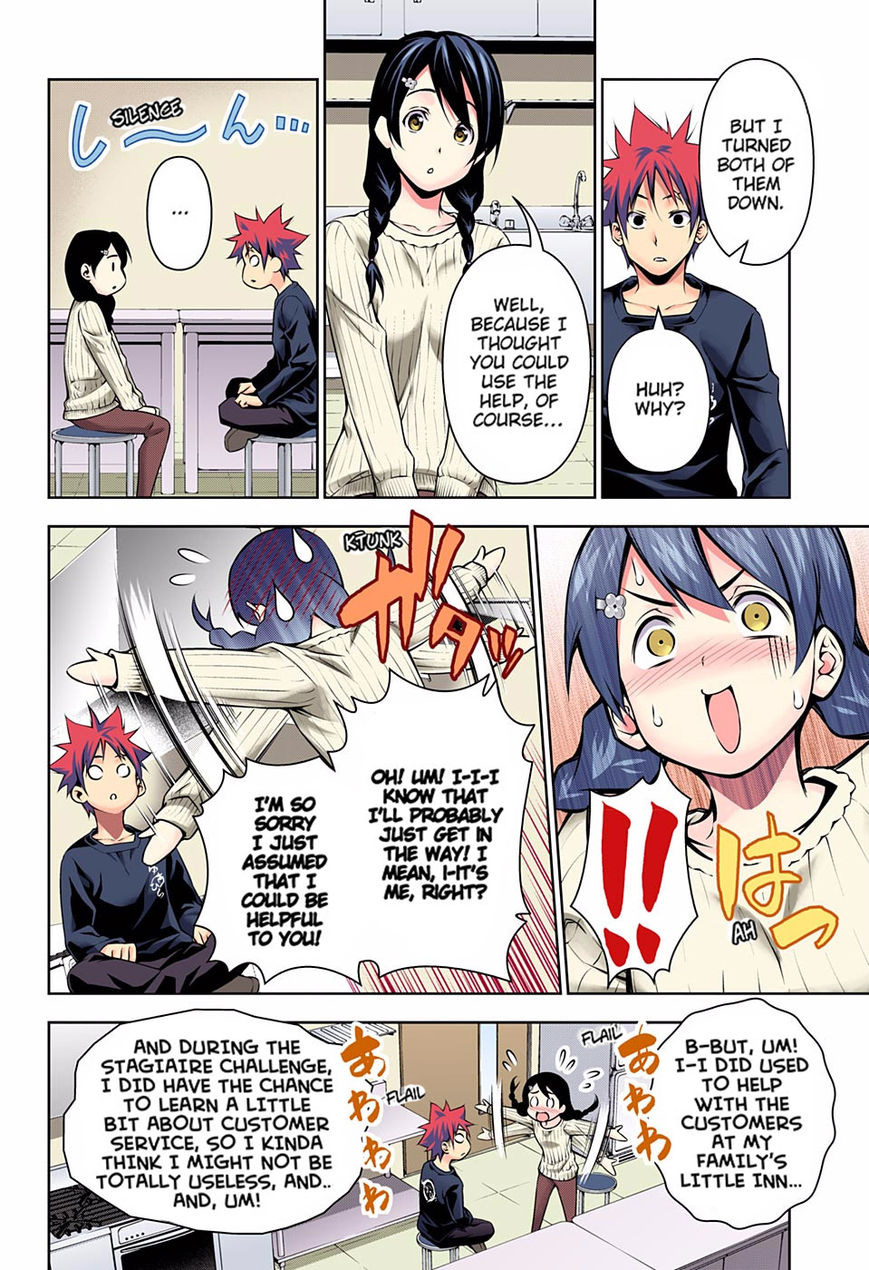 BUT I
TURNED
BOTH OF
THEM
DOWN.
HUH?
WHY?
WELL,
BECAUSE I
THOUGHT
YOU COULD
USE THE
HELP, OF
COURSE...
SILENCE
し〜ん…
...
!!
はっ
AH
KTUNK
ガタッ
OH! UM! I-I-I
KNOW THAT
I'LL PROBABLY
JUST GET IN
THE WAY! I
MEAN, I-IT'S
ME, RIGHT?
I'M SO
SORRY
I JUST
ASSUMED
THAT I
COULD BE
HELPFUL
TO YOU!
B-BUT, UM!
I-I DID USED
TO HELP
WITH THE
CUSTOMERS
AT MY
FAMILY'S
LITTLE INN...
FLAIL
あわわ
FLAIL
あわわわ
AND DURING THE
STAGIAIRE CHALLENGE,
I DID HAVE THE CHANCE
TO LEARN A LITTLE
BIT ABOUT CUSTOMER
SERVICE, SO I KINDA
THINK I MIGHT NOT BE
TOTALLY USELESS, AND..
AND, UM!